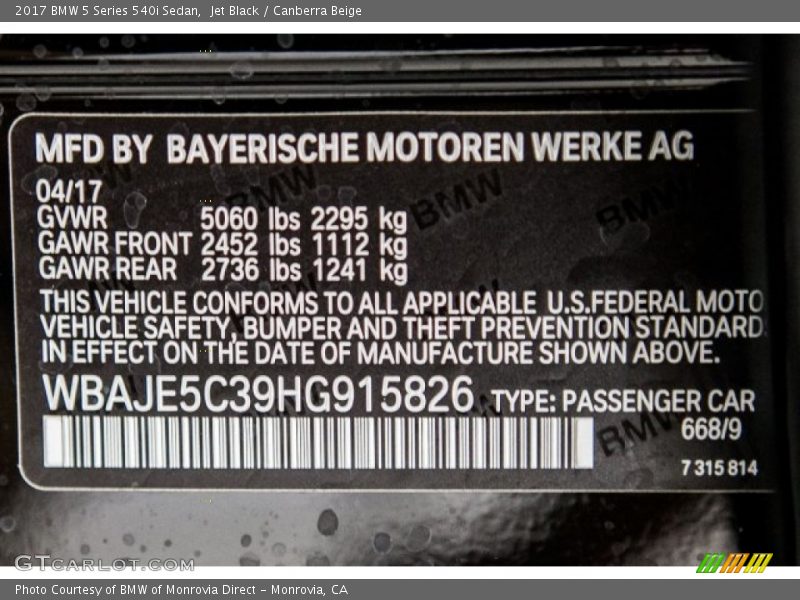 2017 BMW 5 Series 540i Sedan,  Jet Black / Canberra Beige
MFD BY BAYERISCHE MOTOREN WERKE AG
04/17
GVWR 5060 lbs 2295 kg
GAWR FRONT 2452 lbs 1112 kg
GAWR REAR 2736 lbs 1241 kg
THIS VEHICLE CONFORMS TO ALL APPLICABLE U.S.FEDERAL MOTO
VEHICLE SAFETY, BUMPER AND THEFT PREVENTION STANDARD
IN EFFECT ON THE DATE OF MANUFACTURE SHOWN ABOVE.
WBAJE5C39HG915826 TYPE: PASSENGER CAR
668/9
7 315 814
BMW BMW BMW
BMW
GTCARLOT.COM
Photo Courtesy of BMW of Monrovia Direct - Monrovia, CA